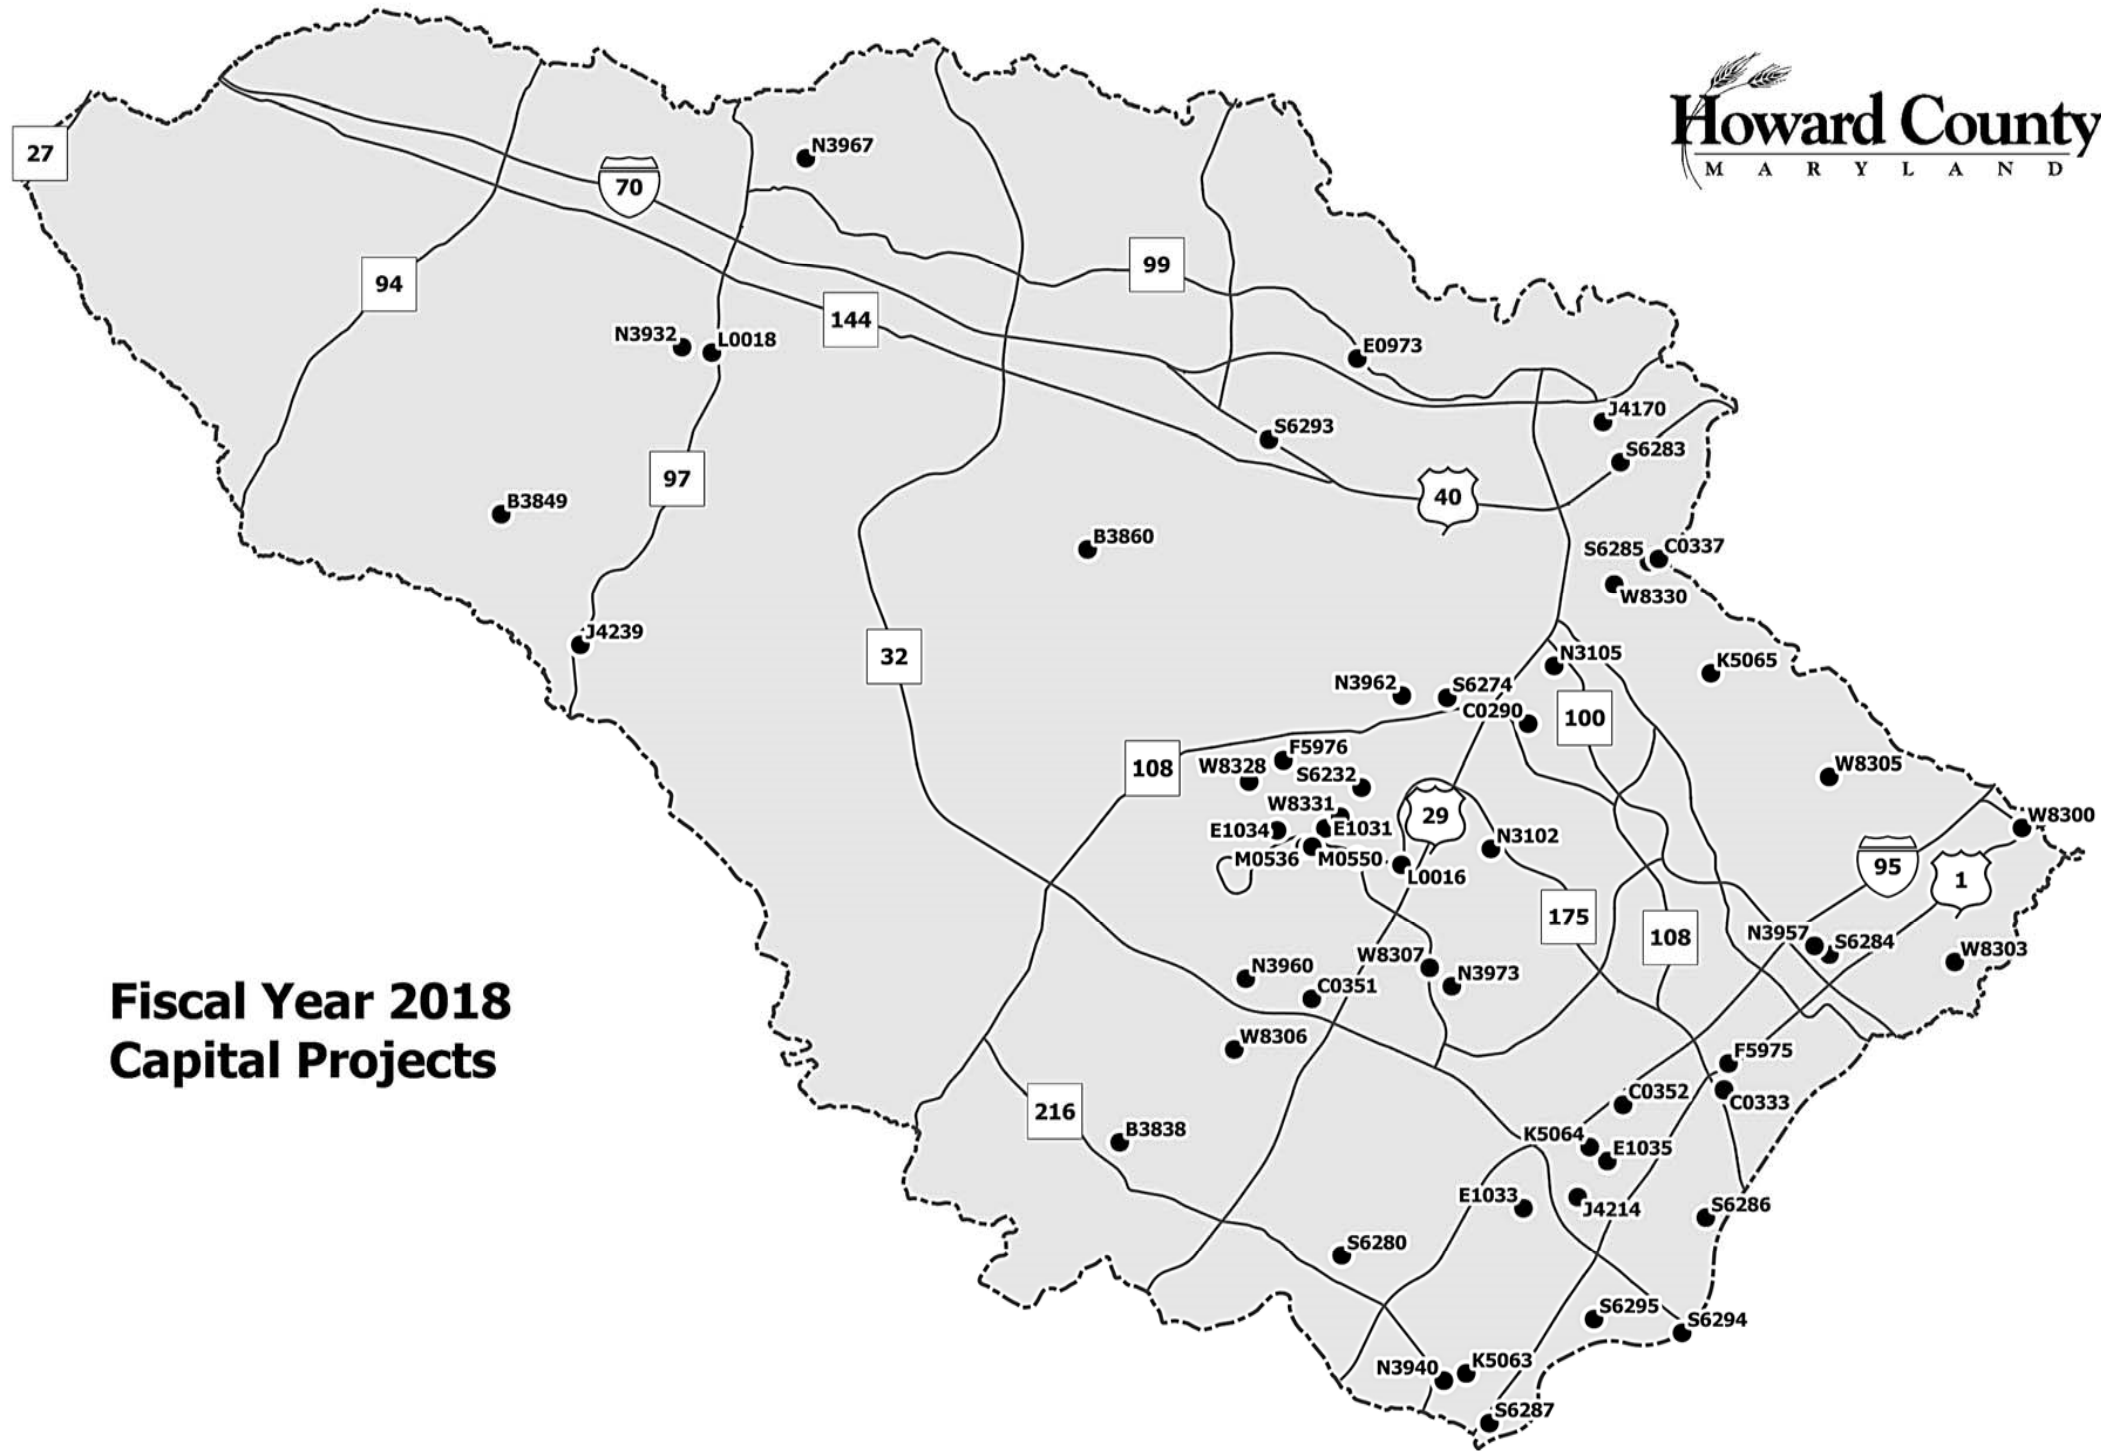 Howard County
MARYLAND
27
N3967
70
94
99
144
N3932
L0018
E0973
J4170
S6293
S6283
97
40
B3849
B3860
S6285
C0337
W8330
J4239
32
N3105
K5065
N3962
S6274
C0290
100
F5976
108
W8328
S6232
W8305
W8331
29
W8300
E1034
E1031
N3102
M0536
M0550
L0016
95
1
175
108
N3957
S6284
W8303
W8307
N3960
N3973
C0351
Fiscal Year 2018
Capital Projects
W8306
F5975
C0352
C0333
216
B3838
K5064
E1035
E1033
J4214
S6286
S6280
S6295
S6294
N3940
K5063
S6287